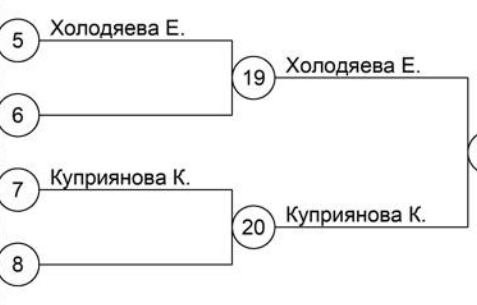 5 Холодяева Е.
19 Холодяева Е.
6
7 Куприянова К.
20 Куприянова К.
8